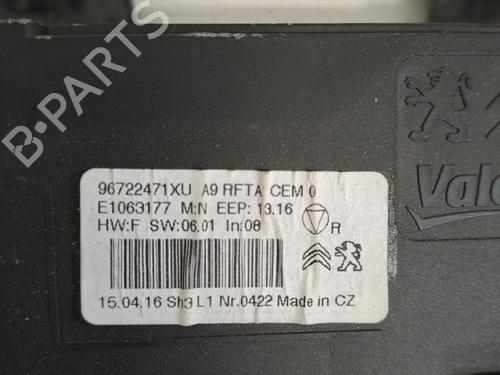 96722471XU A9 RFTA CEM 0
E1063177 M:N EEP: 13.16
HW:F SW:06.01 In:08
R
15.04.16 Sh3 L1 Nr.0422 Made in CZ
B-PARTS